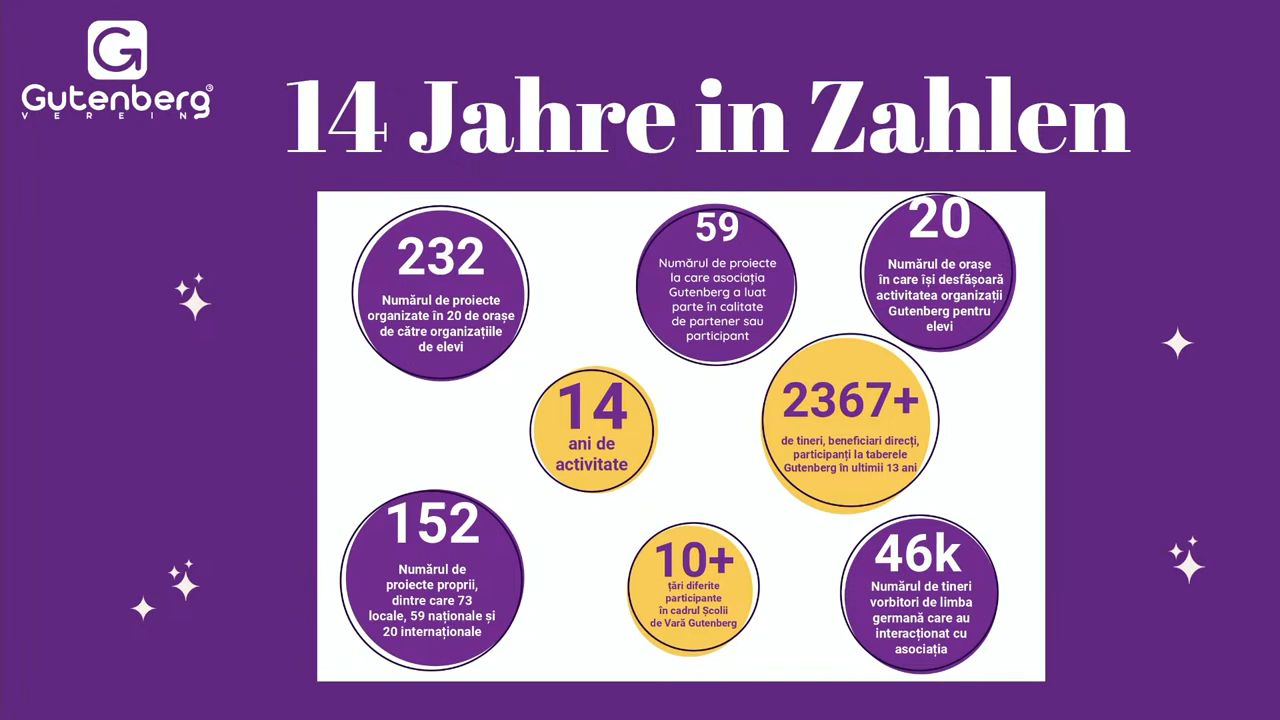 Gutenberg
VEREIN
14 Jahre in Zahlen
232
Numărul de proiecte
organizate în 20 de orașe
de către organizațiile
de elevi
59
Numărul de proiecte
la care asociația
Gutenberg a luat
parte în calitate
de partener sau
participant
20
Numărul de orașe
în care își desfășoară
activitatea organizații
Gutenberg pentru
elevi
14
ani de
activitate
2367+
de tineri, beneficiari direcți,
participanți la taberele
Gutenberg în ultimii 13 ani
152
Numărul de
proiecte proprii,
dintre care 73
locale, 59 naționale și
20 internaționale
10+
țări diferite
participante
în cadrul Școlii
de Vară Gutenberg
46k
Numărul de tineri
vorbitori de limba
germană care au
interacționat cu
asociația